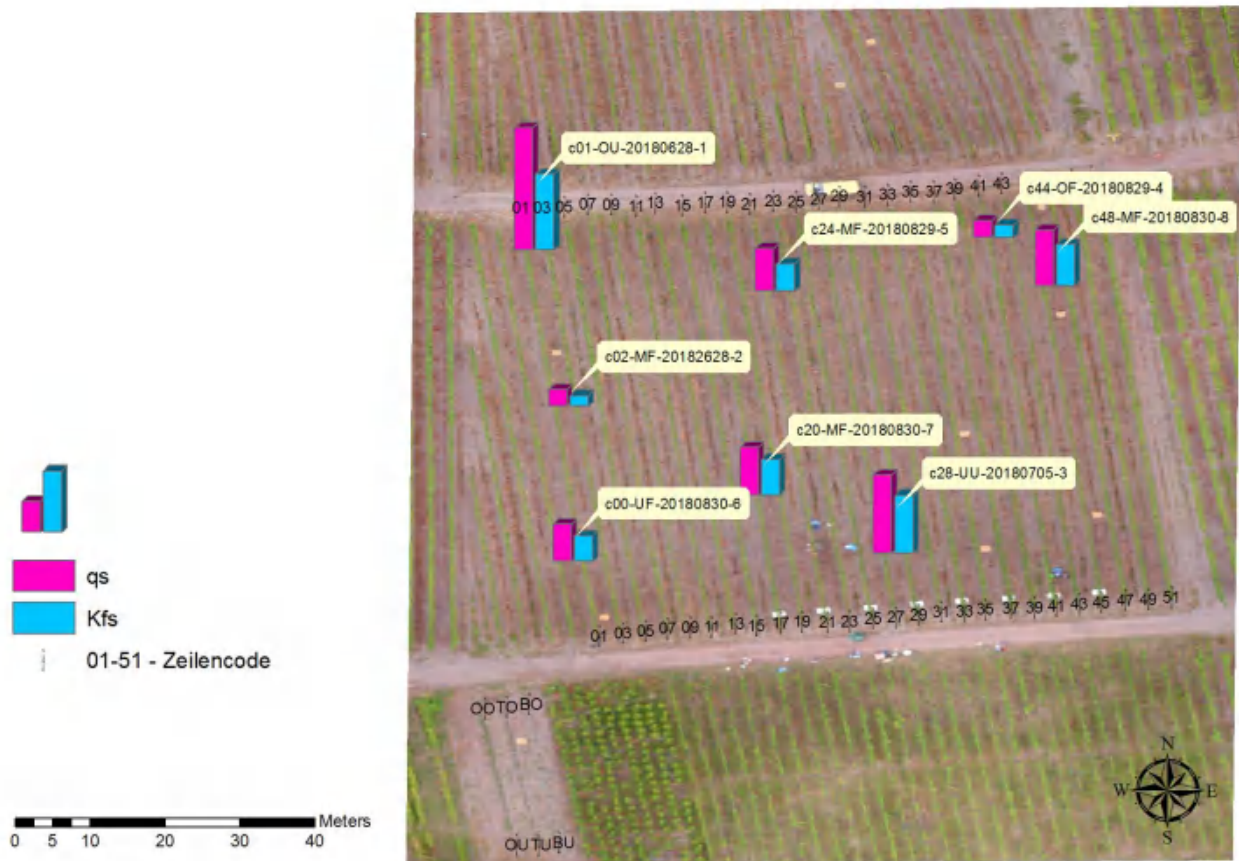 c01-OU-20180628-1
01 03 05 07 09 11 13 15 17 19 21 23 25 27 29 31 33 35 37 39 41 43
c44-OF-20180829-4
c48-MF-20180830-8
c24-MF-20180829-5
c02-MF-20182628-2
c20-MF-20180830-7
c28-UU-20180705-3
c00-UF-20180830-6
qs
Kfs
01-51 - Zeilencode
01 03 05 07 09 11 13 15 17 19 21 23 25 27 29 31 33 35 37 39 41 43 45 47 49 51
OOTOBO
N
W E
S
OUTUBU
Meters
0 5 10 20 30 40